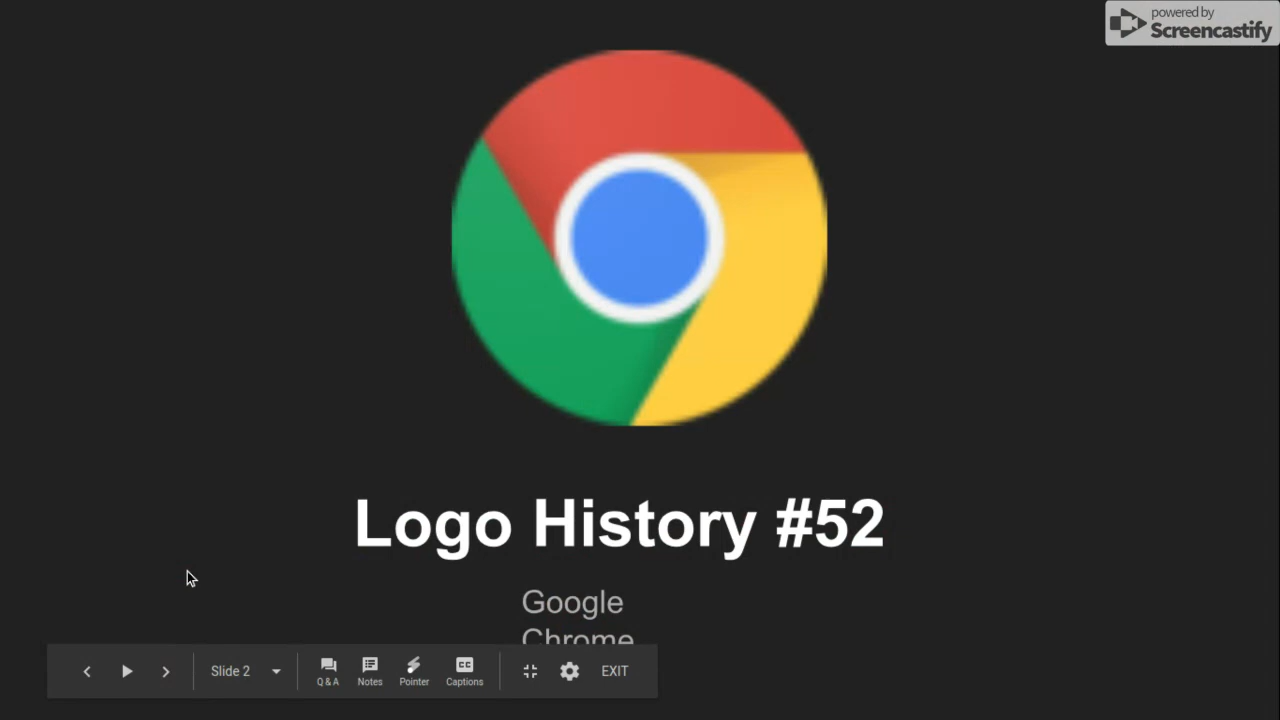 powered by
Screencastify
Logo History #52
Google
Chrome
Slide 2
Q & A
Notes
Pointer
Captions
EXIT